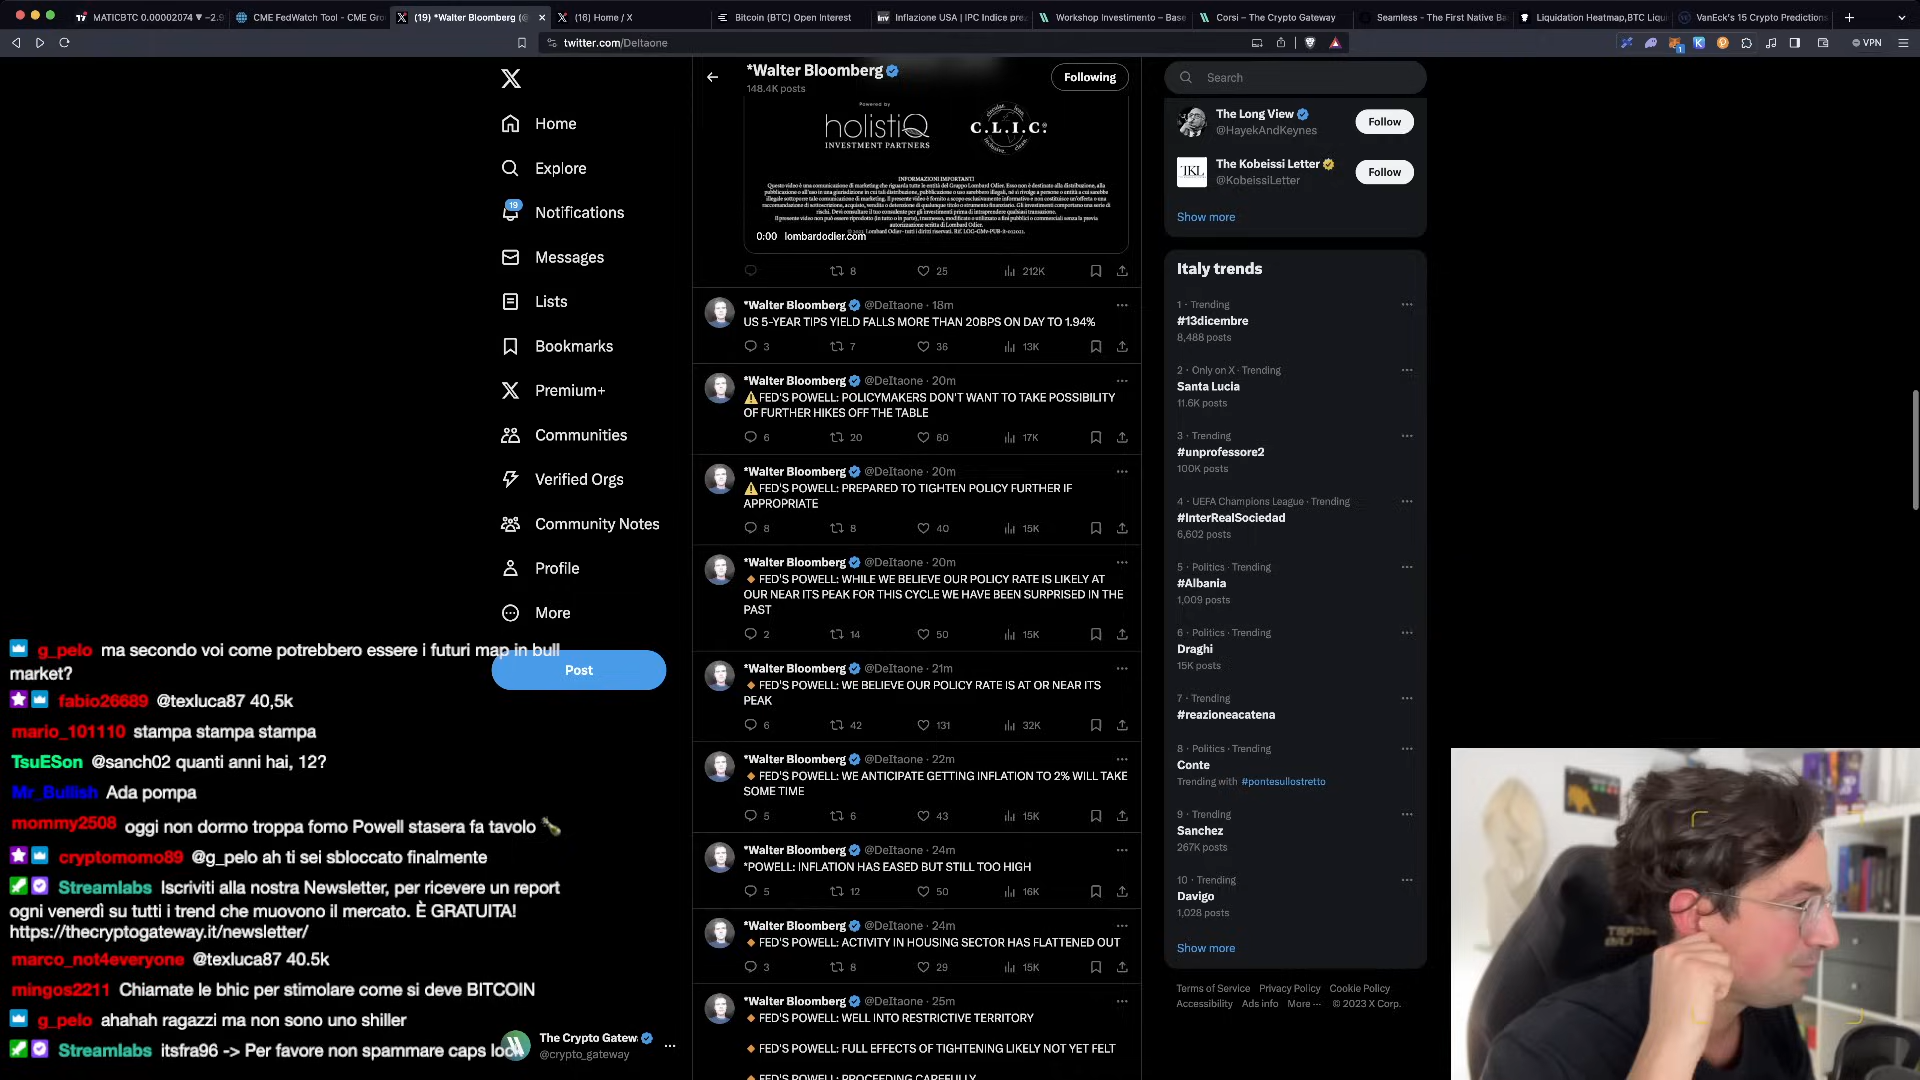 MATICBTC 0.00002074 ▼ −2.9
CME FedWatch Tool - CME Gro
(19) *Walter Bloomberg (@
(16) Home / X
Bitcoin (BTC) Open Interest
Inflazione USA | IPC Indice prez
Workshop Investimento – Base
Corsi – The Crypto Gateway
Seamless - The First Native Ba
Liquidation Heatmap,BTC Liqui
VanEck's 15 Crypto Predictions
twitter.com/DeItaone
VPN
Home
Explore
19
Notifications
Messages
Lists
Bookmarks
Premium+
Communities
Verified Orgs
Community Notes
Profile
More
Post
The Crypto Gatew
@crypto_gateway
*Walter Bloomberg
148.4K posts
Following
Powered by
holistiQ
INVESTMENT PARTNERS
C.L.I.C.®
INFORMAZIONI IMPORTANTI
0:00 lombardodier.com
8 25 212K
*Walter Bloomberg @DeItaone · 18m
US 5-YEAR TIPS YIELD FALLS MORE THAN 20BPS ON DAY TO 1.94%
3 7 36 13K
*Walter Bloomberg @DeItaone · 20m
⚠️FED'S POWELL: POLICYMAKERS DON'T WANT TO TAKE POSSIBILITY
OF FURTHER HIKES OFF THE TABLE
6 20 60 17K
*Walter Bloomberg @DeItaone · 20m
⚠️FED'S POWELL: PREPARED TO TIGHTEN POLICY FURTHER IF
APPROPRIATE
8 8 40 15K
*Walter Bloomberg @DeItaone · 20m
🔸FED'S POWELL: WHILE WE BELIEVE OUR POLICY RATE IS LIKELY AT
OUR NEAR ITS PEAK FOR THIS CYCLE WE HAVE BEEN SURPRISED IN THE
PAST
2 14 50 15K
*Walter Bloomberg @DeItaone · 21m
🔸FED'S POWELL: WE BELIEVE OUR POLICY RATE IS AT OR NEAR ITS
PEAK
6 42 131 32K
*Walter Bloomberg @DeItaone · 22m
🔸FED'S POWELL: WE ANTICIPATE GETTING INFLATION TO 2% WILL TAKE
SOME TIME
5 6 43 15K
*Walter Bloomberg @DeItaone · 24m
*POWELL: INFLATION HAS EASED BUT STILL TOO HIGH
5 12 50 16K
*Walter Bloomberg @DeItaone · 24m
🔸FED'S POWELL: ACTIVITY IN HOUSING SECTOR HAS FLATTENED OUT
3 8 29 15K
*Walter Bloomberg @DeItaone · 25m
🔸FED'S POWELL: WELL INTO RESTRICTIVE TERRITORY
🔸FED'S POWELL: FULL EFFECTS OF TIGHTENING LIKELY NOT YET FELT
🔸FED'S POWELL: PROCEEDING CAREFULLY
Search
The Long View
@HayekAndKeynes
Follow
TKL
The Kobeissi Letter
@KobeissiLetter
Follow
Show more
Italy trends
1 · Trending
#13dicembre
8,488 posts
2 · Only on X · Trending
Santa Lucia
11.6K posts
3 · Trending
#unprofessore2
100K posts
4 · UEFA Champions League · Trending
#InterRealSociedad
6,602 posts
5 · Politics · Trending
#Albania
1,009 posts
6 · Politics · Trending
Draghi
15K posts
7 · Trending
#reazioneacatena
8 · Politics · Trending
Conte
Trending with #pontesullostretto
9 · Trending
Sanchez
267K posts
10 · Trending
Davigo
1,028 posts
Show more
Terms of Service Privacy Policy Cookie Policy
Accessibility Ads info More ··· © 2023 X Corp.
g_pelo ma secondo voi come potrebbero essere i futuri map in bull
market?
fabio26689 @texluca87 40,5k
mario_101110 stampa stampa stampa
TsuESon @sanch02 quanti anni hai, 12?
Mr_Bullish Ada pompa
mommy2508 oggi non dormo troppa fomo Powell stasera fa tavolo 🍾
cryptomomo89 @g_pelo ah ti sei sbloccato finalmente
Streamlabs Iscriviti alla nostra Newsletter, per ricevere un report
ogni venerdì su tutti i trend che muovono il mercato. È GRATUITA!
https://thecryptogateway.it/newsletter/
marco_not4everyone @texluca87 40.5k
mingos2211 Chiamate le bhic per stimolare come si deve BITCOIN
g_pelo ahahah ragazzi ma non sono uno shiller
Streamlabs itsfra96 -> Per favore non spammare caps lock